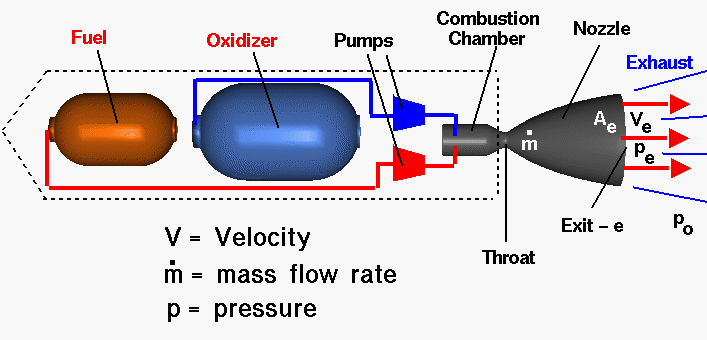 Fuel
Oxidizer
Pumps
Combustion
Chamber
Nozzle
Exhaust
Aₑ
Vₑ
ṁ
pₑ
Exit – e
pₒ
Throat
V = Velocity
ṁ = mass flow rate
p = pressure